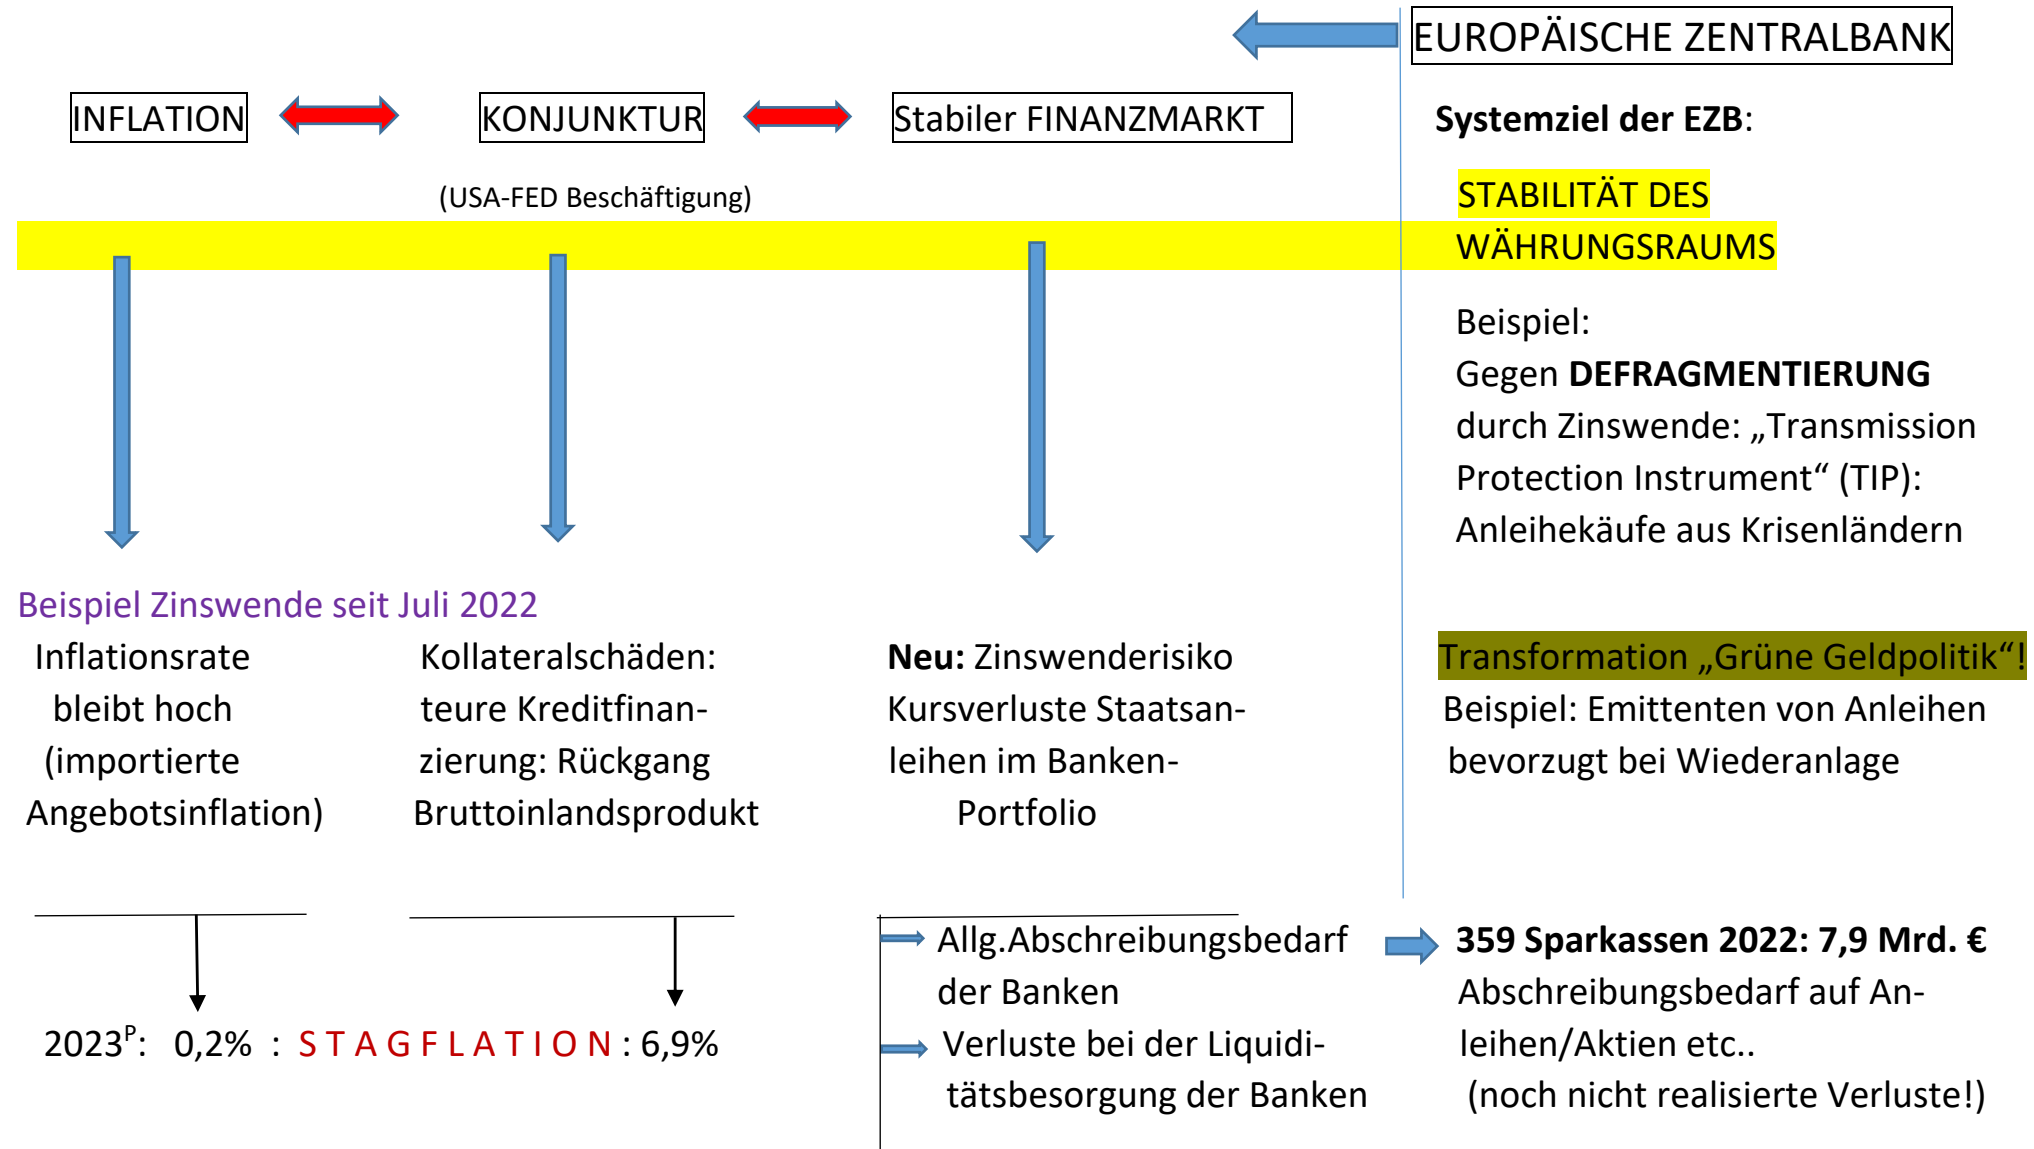 EUROPÄISCHE ZENTRALBANK
INFLATION
KONJUNKTUR
Stabiler FINANZMARKT
(USA-FED Beschäftigung)
Systemziel der EZB:
STABILITÄT DES
WÄHRUNGSRAUMS
Beispiel:
Gegen DEFRAGMENTIERUNG
durch Zinswende: „Transmission
Protection Instrument“ (TIP):
Anleihekäufe aus Krisenländern
Beispiel Zinswende seit Juli 2022
Inflationsrate
bleibt hoch
(importierte
Angebotsinflation)
Kollateralschäden:
teure Kreditfinan-
zierung: Rückgang
Bruttoinlandsprodukt
Neu: Zinswenderisiko
Kursverluste Staatsan-
leihen im Banken-
Portfolio
Transformation „Grüne Geldpolitik“!
Beispiel: Emittenten von Anleihen
bevorzugt bei Wiederanlage
2023ᴾ: 0,2% : S T A G F L A T I O N : 6,9%
Allg.Abschreibungsbedarf
der Banken
Verluste bei der Liquidi-
tätsbesorgung der Banken
359 Sparkassen 2022: 7,9 Mrd. €
Abschreibungsbedarf auf An-
leihen/Aktien etc..
(noch nicht realisierte Verluste!)